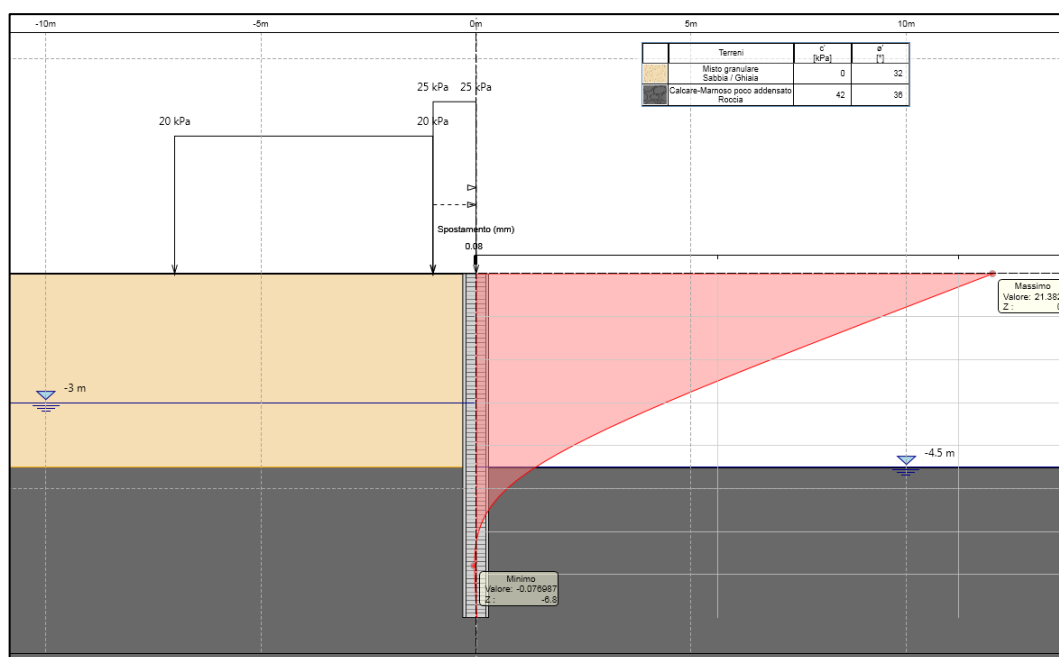 -10m -5m 0m 5m 10m
Terreni c' ø'
[kPa] [°]
Misto granulare
Sabbia / Ghiaia 0 32
Calcare-Marnoso poco addensato
Roccia 42 36
25 kPa 25 kPa
20 kPa 20 kPa
Spostamento (mm)
0.08
Massimo
Valore: 21.382
Z : 0
-3 m
-4.5 m
Minimo
Valore: -0.076987
Z : -6.8